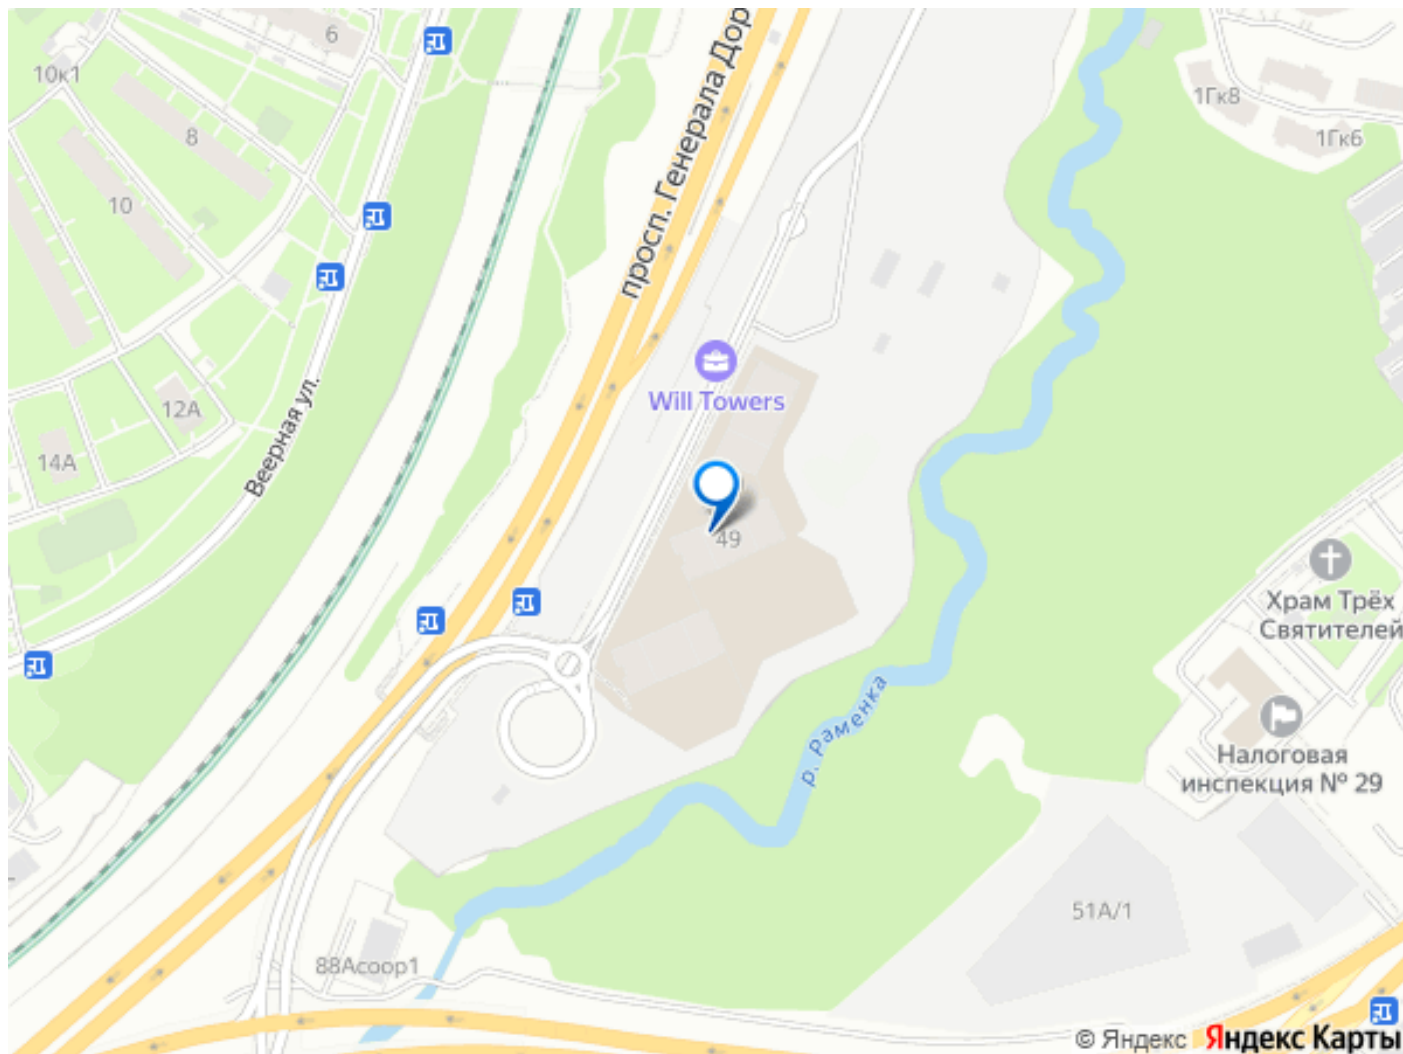 6
10к1
8
10
12А
14А
Веерная ул.
просп. Генерала Дор
1Гк8
1Гк6
Will Towers
49
Храм Трёх
Святителей
р. Раменка
Налоговая
инспекция № 29
51А/1
88Асоор1
© Яндекс Яндекс Карты